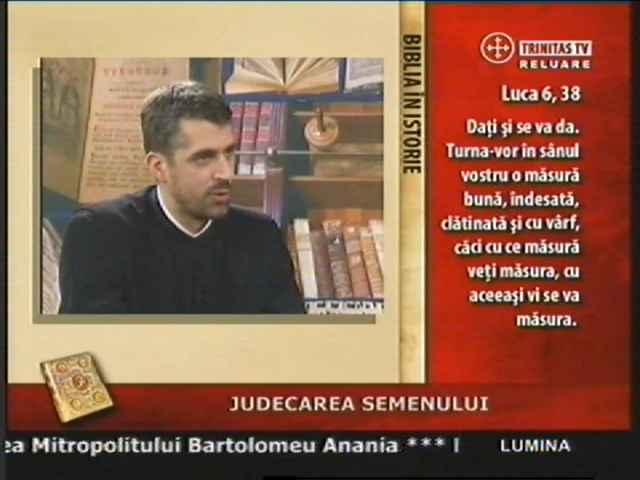 BIBLIA ÎN ISTORIE
TRINITAS TV
RELUARE
Luca 6, 38
Daţi şi se va da.
Turna-vor în sânul
vostru o măsură
bună, îndesată,
clătinată şi cu vârf,
căci cu ce măsură
veţi măsura, cu
aceeaşi vi se va
măsura.
JUDECAREA SEMENULUI
ea Mitropolitului Bartolomeu Anania *** I
LUMINA